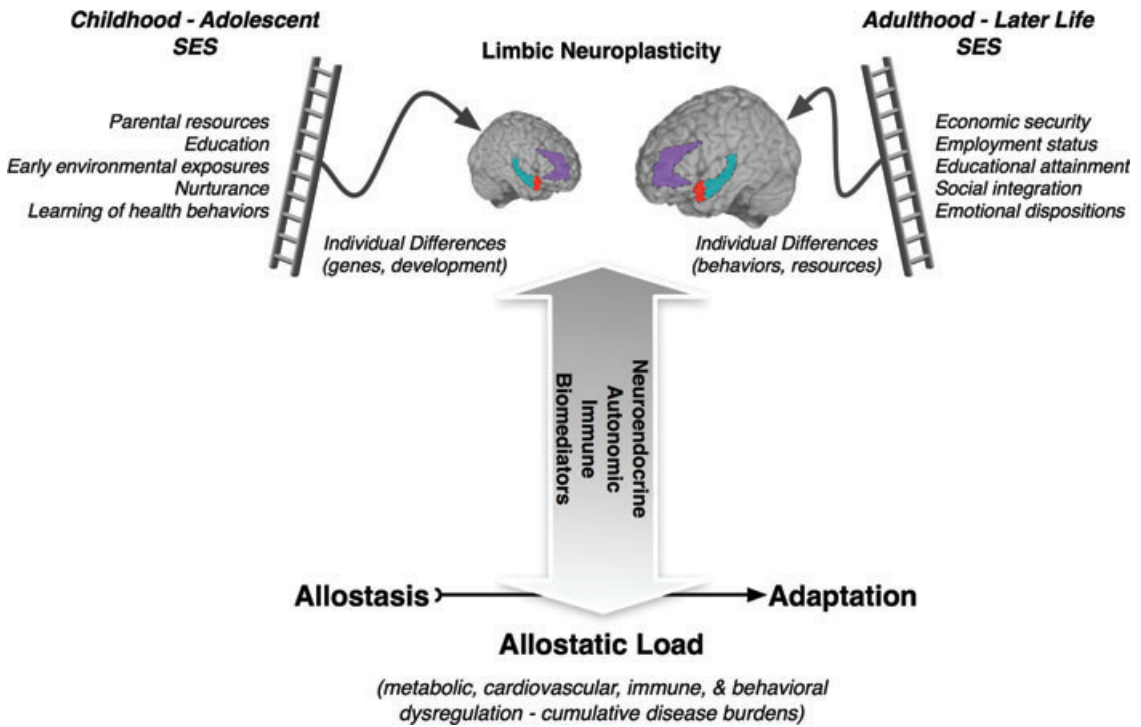 Childhood - Adolescent
SES
Limbic Neuroplasticity
Adulthood - Later Life
SES
Parental resources
Education
Early environmental exposures
Nurturance
Learning of health behaviors
Economic security
Employment status
Educational attainment
Social integration
Emotional dispositions
Individual Differences
(genes, development)
Individual Differences
(behaviors, resources)
Neuroendocrine
Autonomic
Immune
Biomediators
Allostasis
Adaptation
Allostatic Load
(metabolic, cardiovascular, immune, & behavioral
dysregulation - cumulative disease burdens)